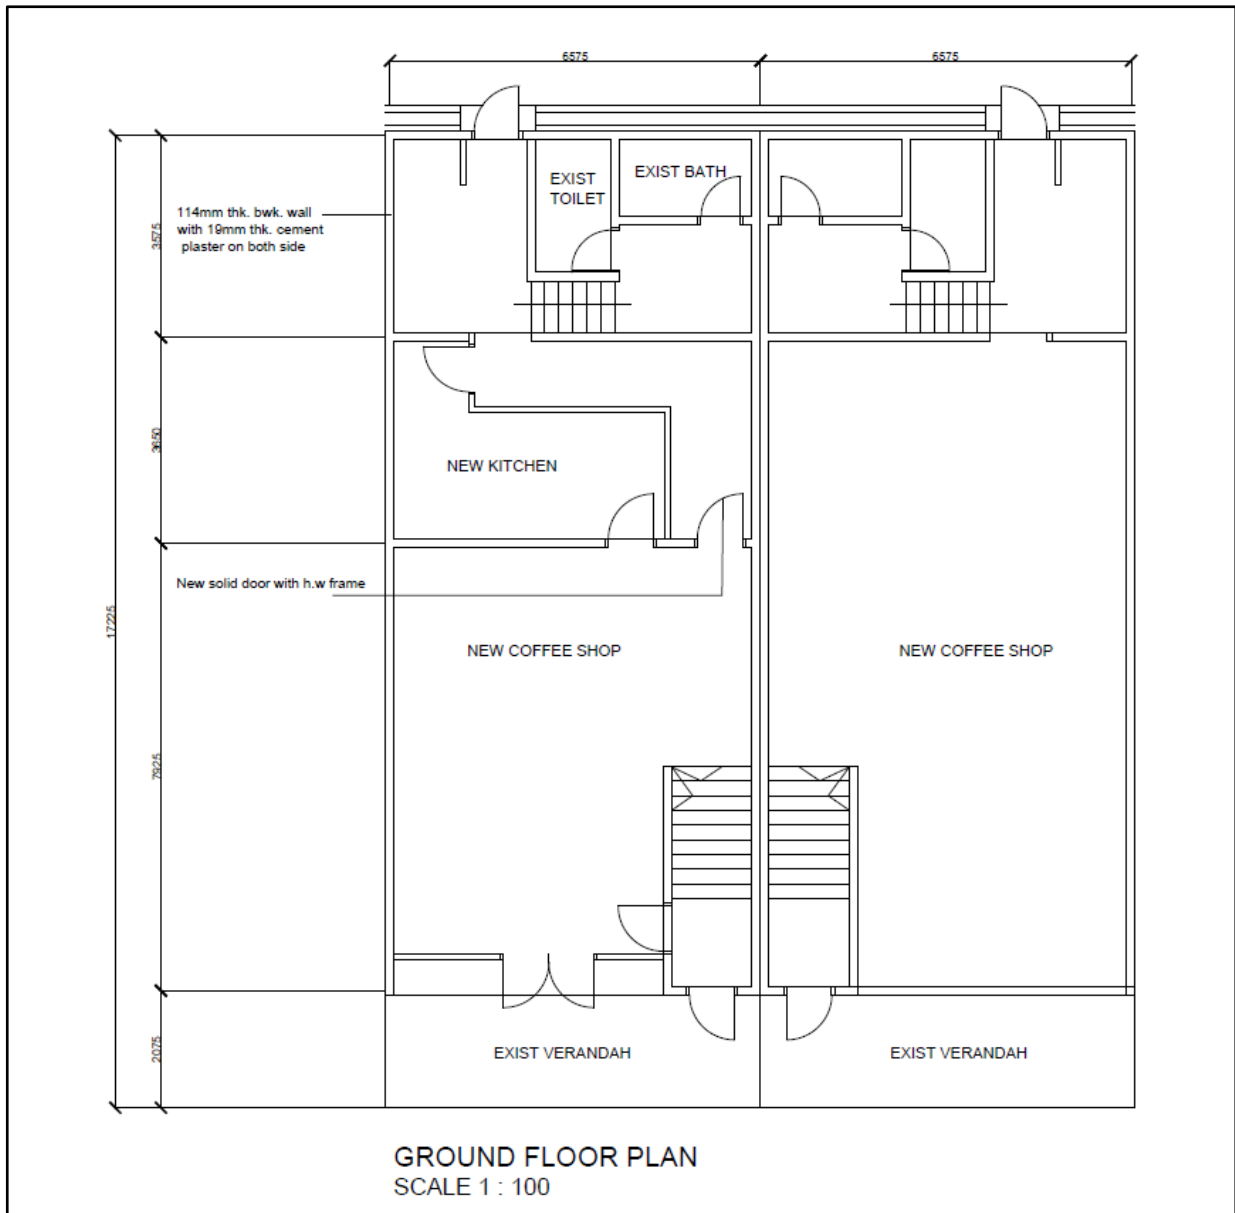 6575
6575
EXIST
TOILET
EXIST BATH
114mm thk. bwk. wall
with 19mm thk. cement
plaster on both side
3575
3650
NEW KITCHEN
New solid door with h.w frame
17225
NEW COFFEE SHOP
NEW COFFEE SHOP
7925
2075
EXIST VERANDAH
EXIST VERANDAH
GROUND FLOOR PLAN
SCALE 1 : 100